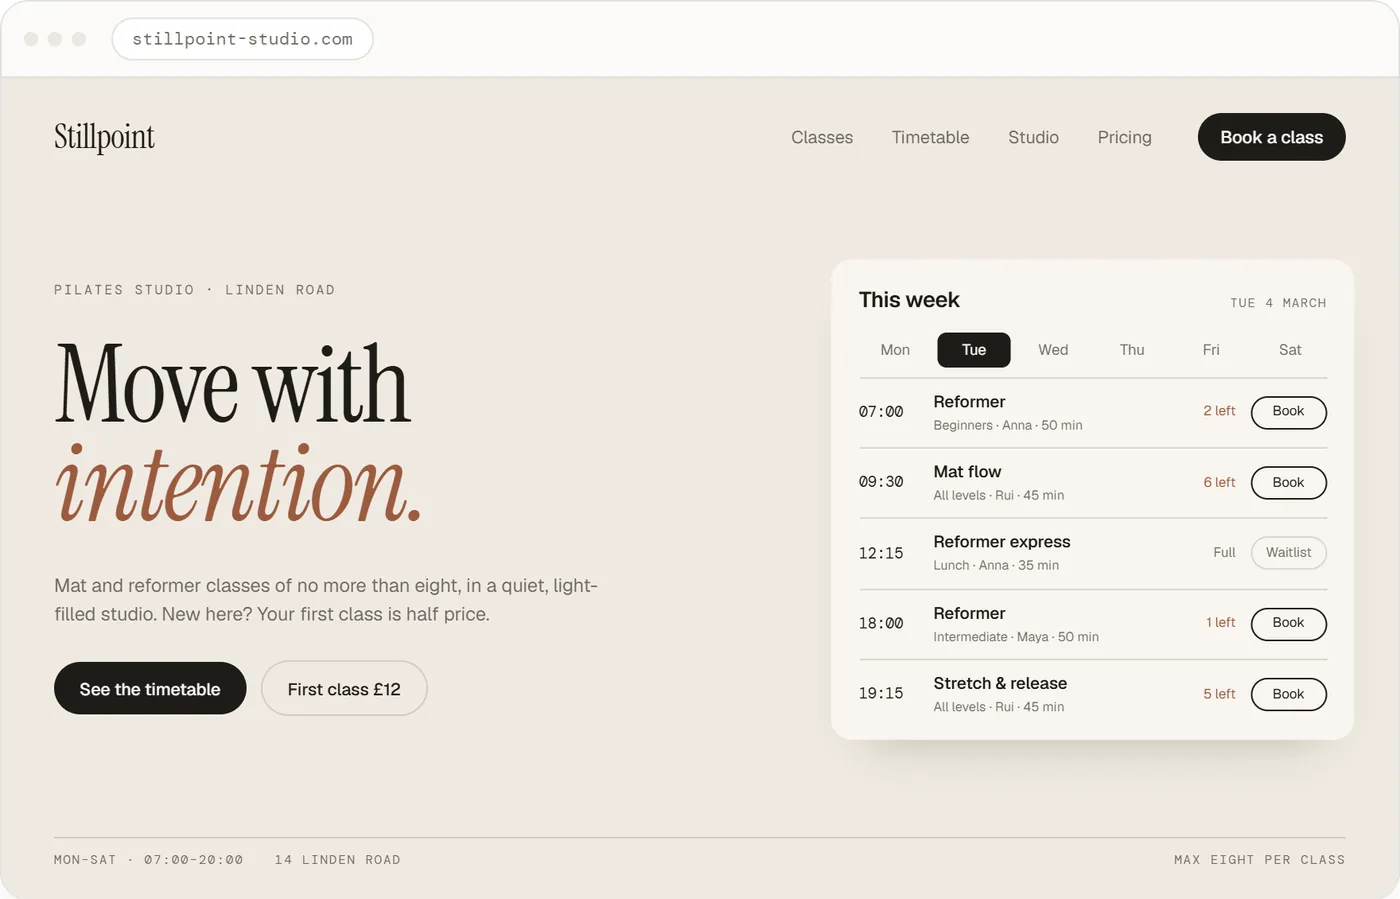 stillpoint-studio.com
Stillpoint
Classes Timetable Studio Pricing Book a class
PILATES STUDIO · LINDEN ROAD
Move with
intention.
Mat and reformer classes of no more than eight, in a quiet, light-
filled studio. New here? Your first class is half price.
See the timetable First class £12
This week TUE 4 MARCH
Mon Tue Wed Thu Fri Sat
07:00 Reformer 2 left Book
Beginners · Anna · 50 min
09:30 Mat flow 6 left Book
All levels · Rui · 45 min
12:15 Reformer express Full Waitlist
Lunch · Anna · 35 min
18:00 Reformer 1 left Book
Intermediate · Maya · 50 min
19:15 Stretch & release 5 left Book
All levels · Rui · 45 min
MON–SAT · 07:00–20:00 14 LINDEN ROAD MAX EIGHT PER CLASS